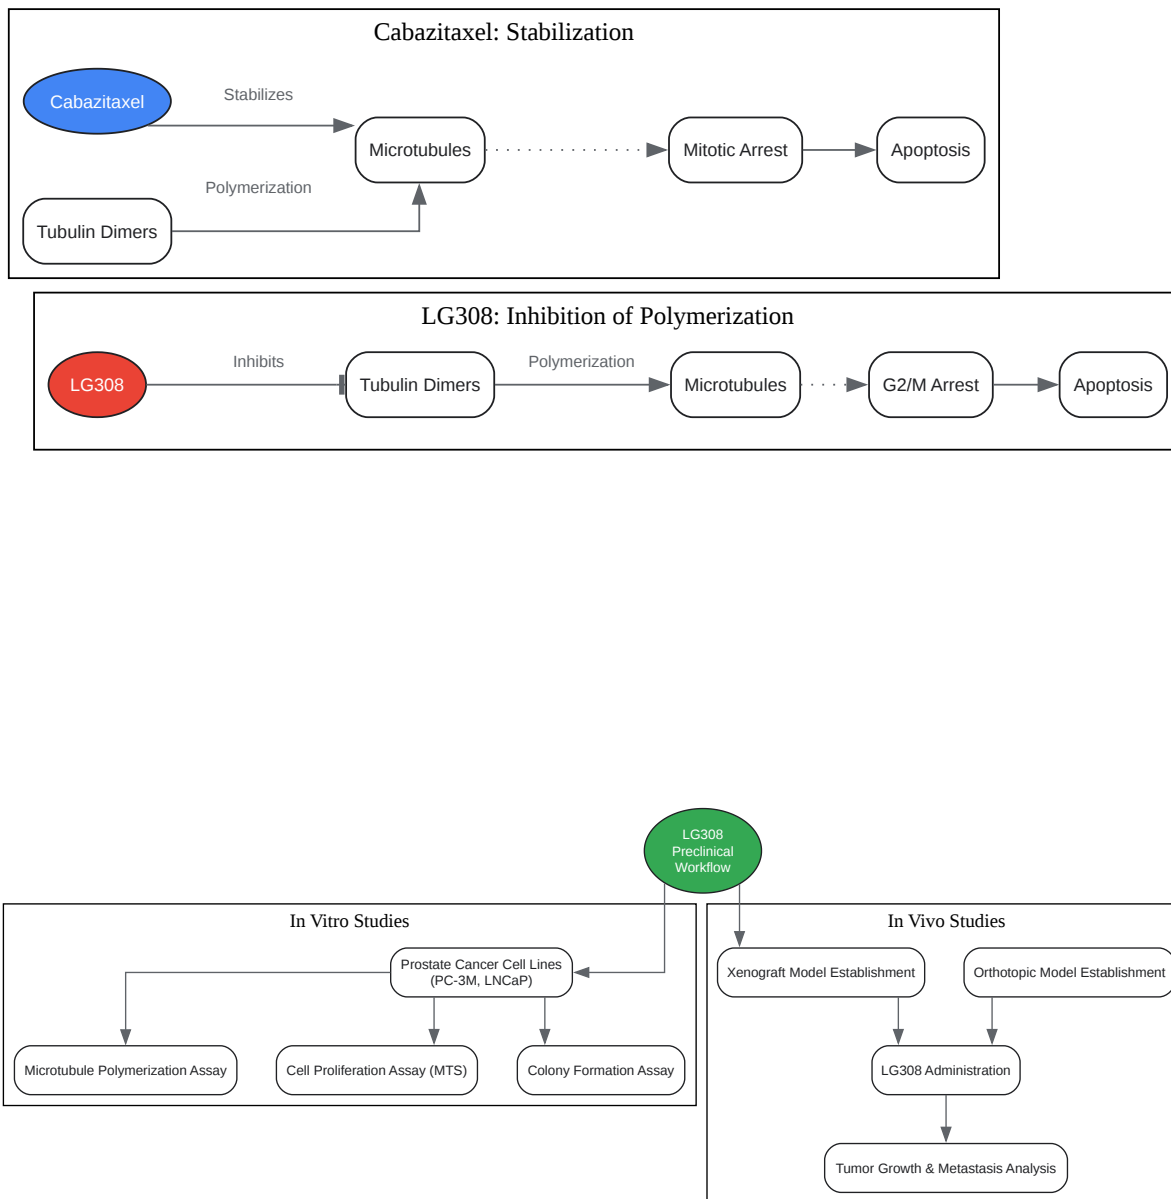 Cabazitaxel: Stabilization
Cabazitaxel
Stabilizes
Microtubules
Mitotic Arrest
Apoptosis
Polymerization
Tubulin Dimers
LG308: Inhibition of Polymerization
LG308
Inhibits
Tubulin Dimers
Polymerization
Microtubules
G2/M Arrest
Apoptosis
LG308
Preclinical
Workflow
In Vitro Studies
Prostate Cancer Cell Lines
(PC-3M, LNCaP)
Microtubule Polymerization Assay
Cell Proliferation Assay (MTS)
Colony Formation Assay
In Vivo Studies
Xenograft Model Establishment
Orthotopic Model Establishment
LG308 Administration
Tumor Growth & Metastasis Analysis